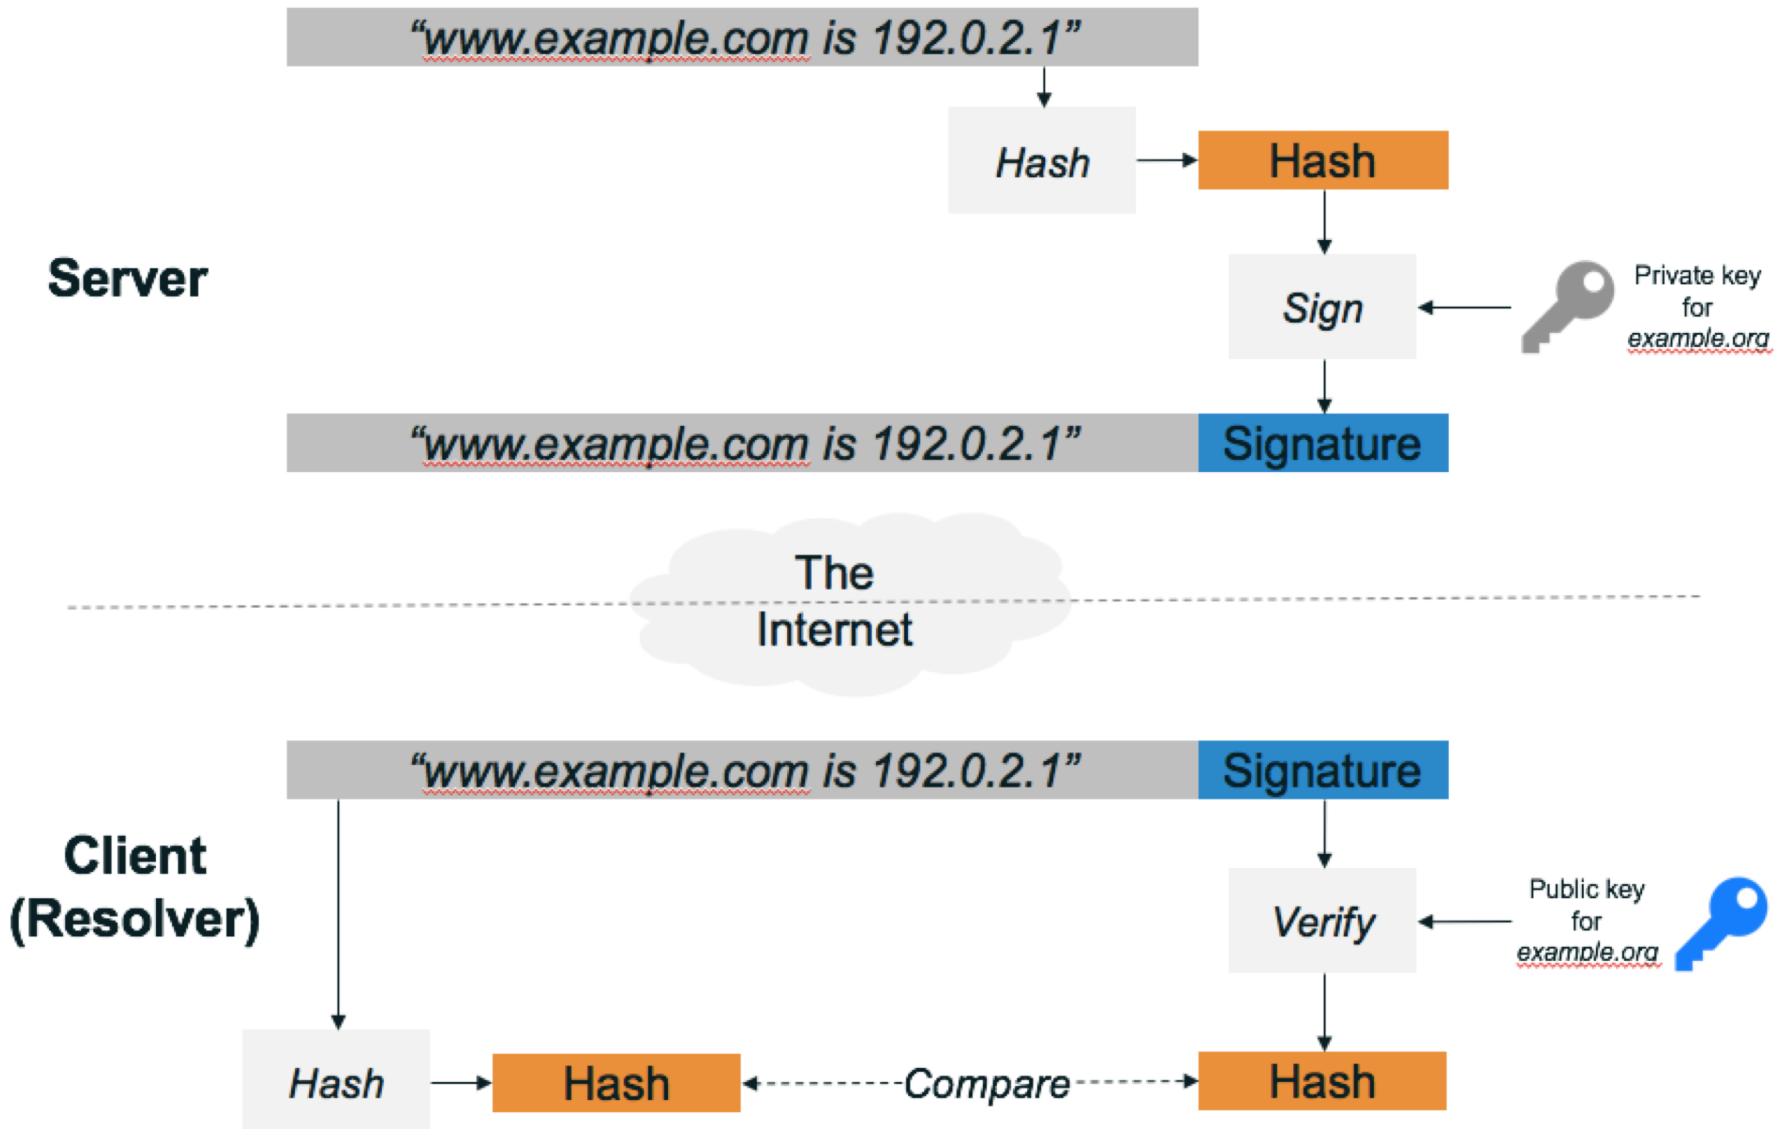 “www.example.com is 192.0.2.1”
Hash
Hash
Server
Sign
Private key
for
example.org
“www.example.com is 192.0.2.1”
Signature
The
Internet
“www.example.com is 192.0.2.1”
Signature
Client
(Resolver)
Verify
Public key
for
example.org
Hash
Hash
Compare
Hash